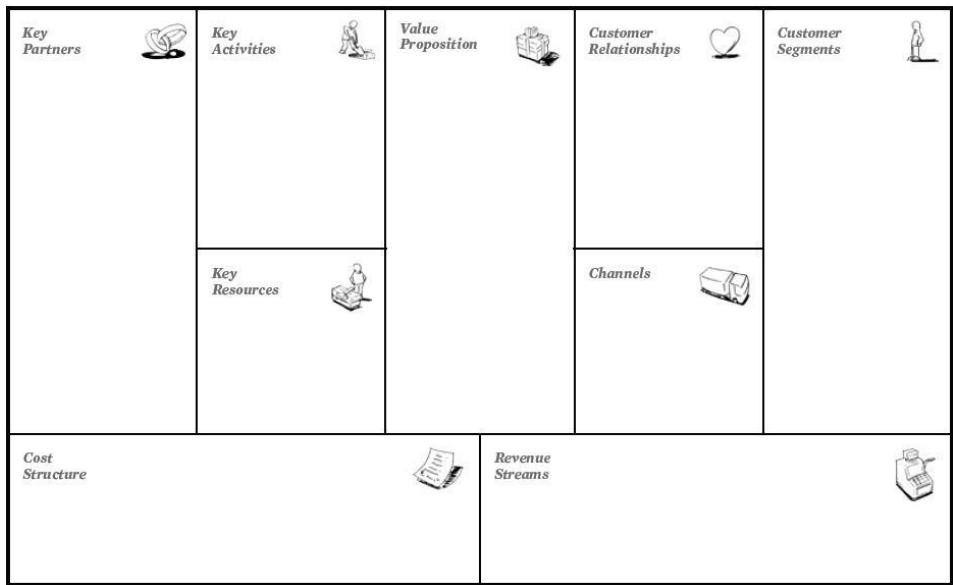 Key
Partners
Key
Activities
Value
Proposition
Customer
Relationships
Customer
Segments
Key
Resources
Channels
Cost
Structure
Revenue
Streams